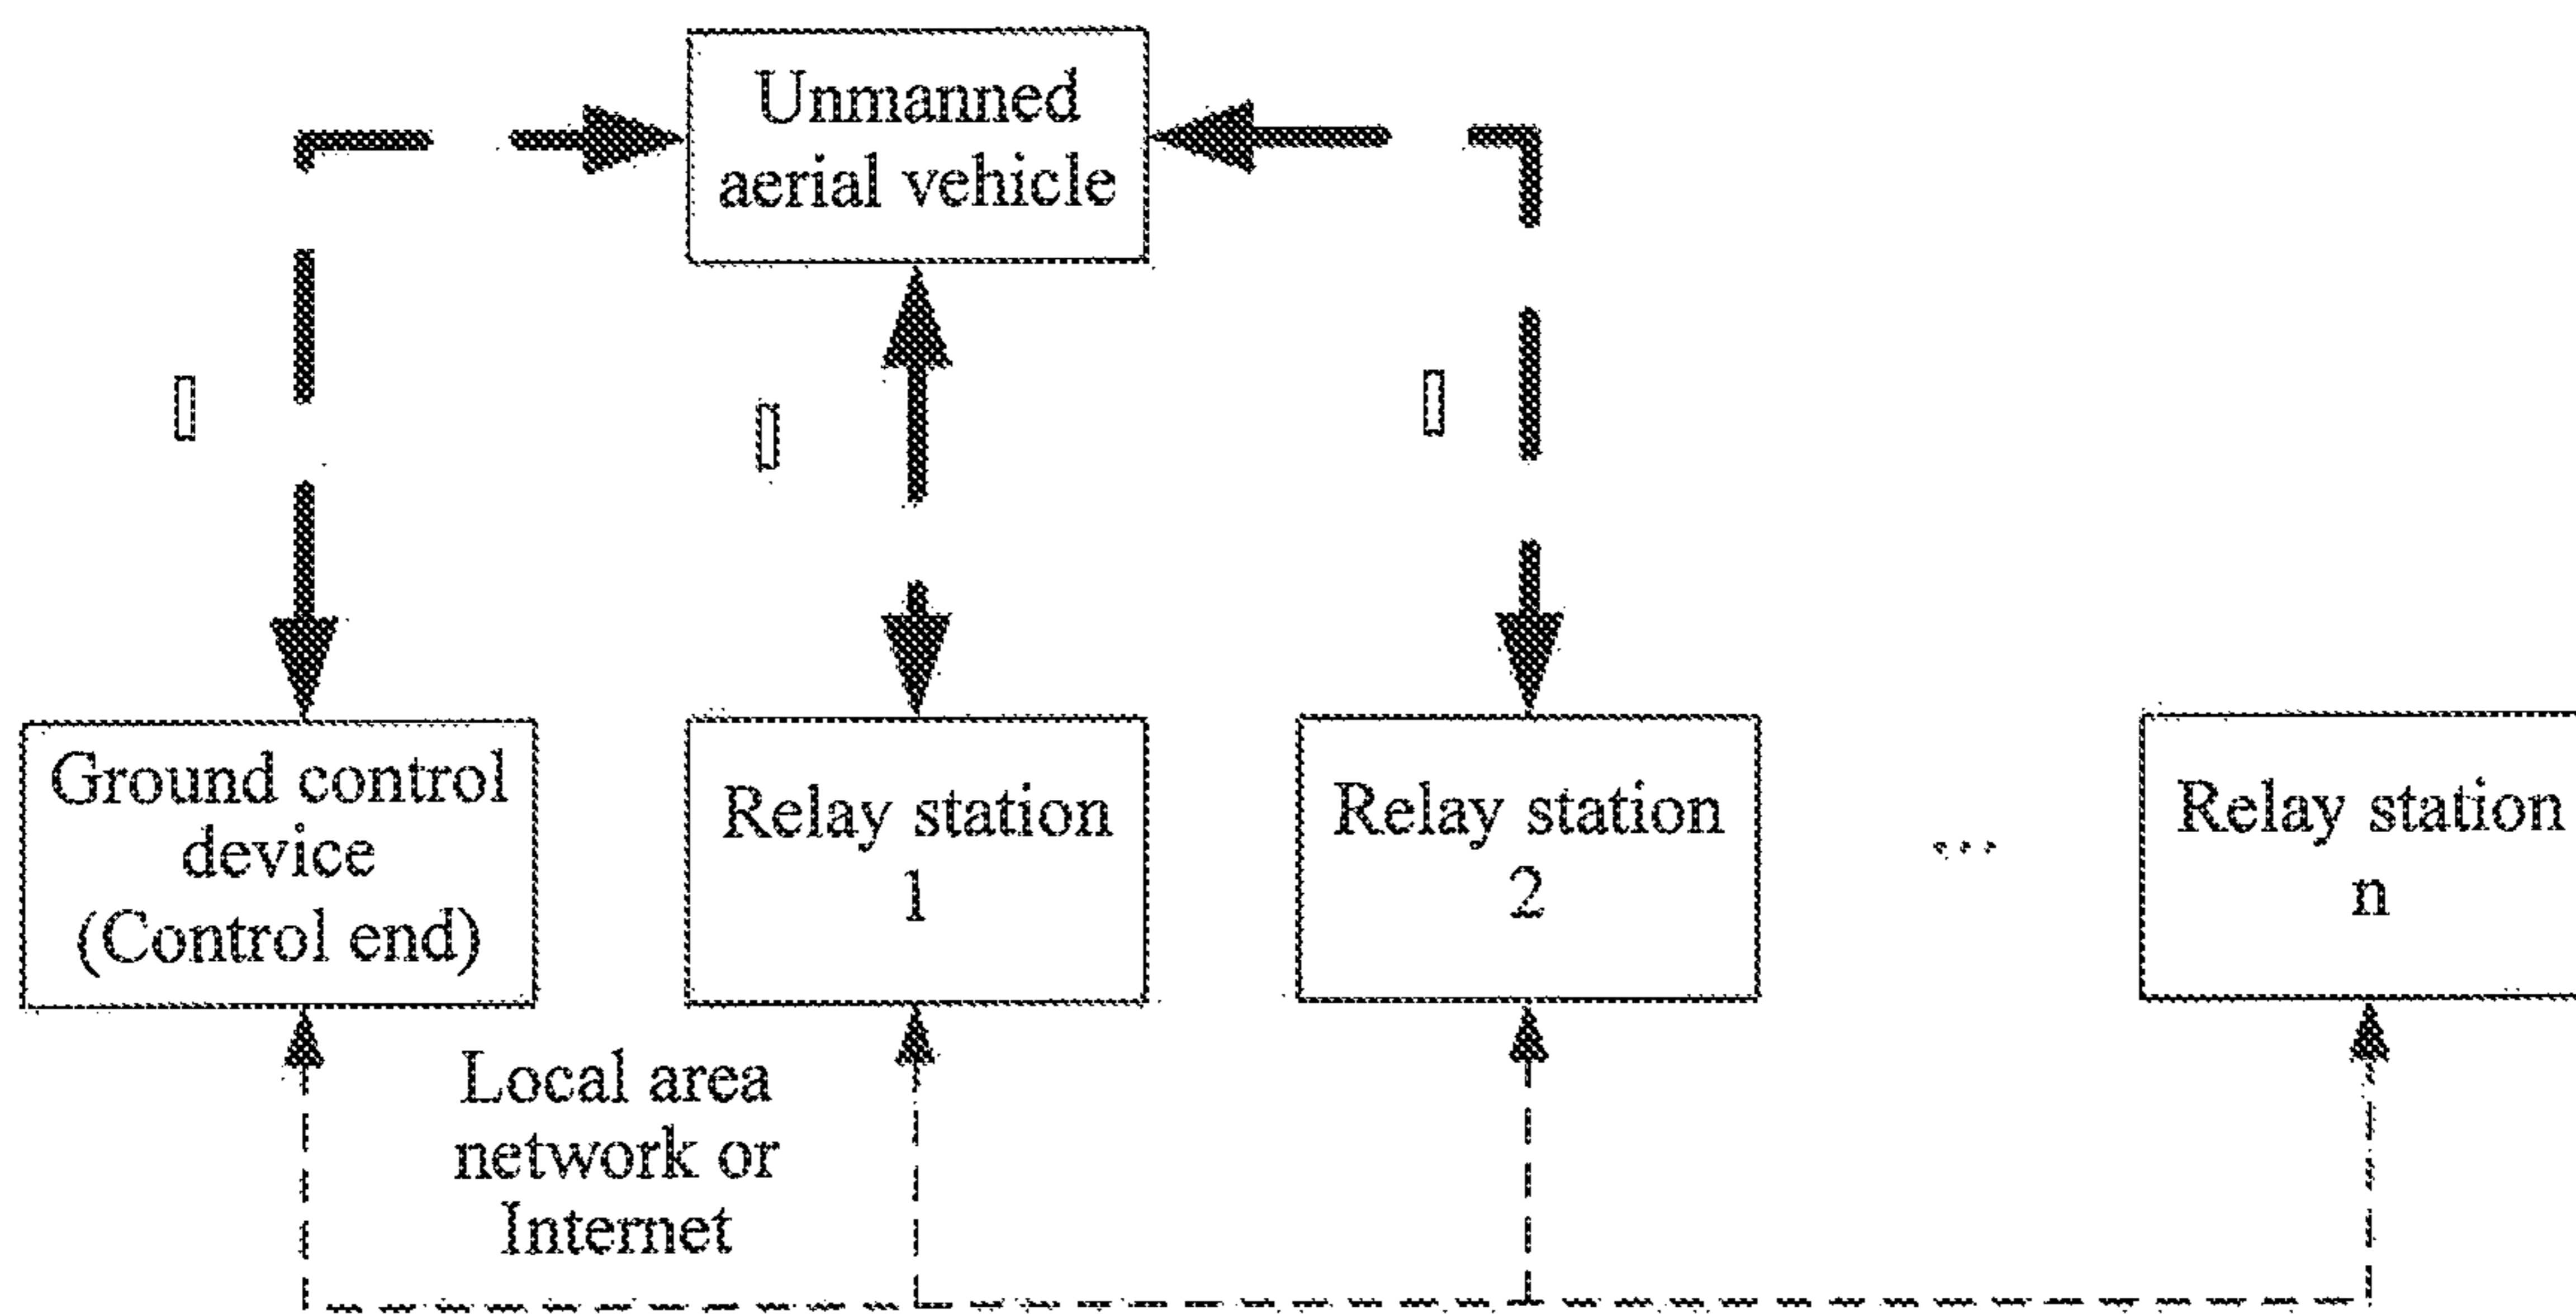 Unmanned
aerial vehicle
Ground control
device
(Control end)
Relay station
1
Relay station
2
...
Relay station
n
Local area
network or
Internet